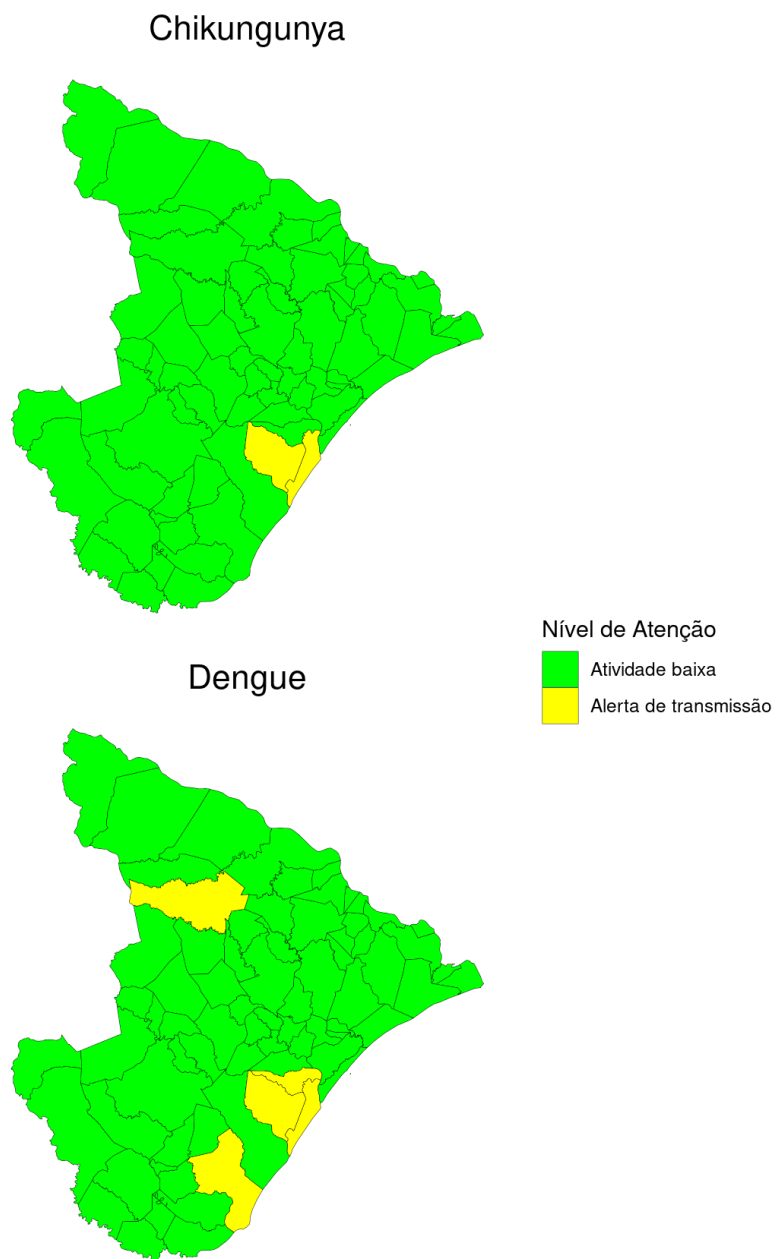 Chikungunya
Nível de Atenção
Atividade baixa
Alerta de transmissão
Dengue